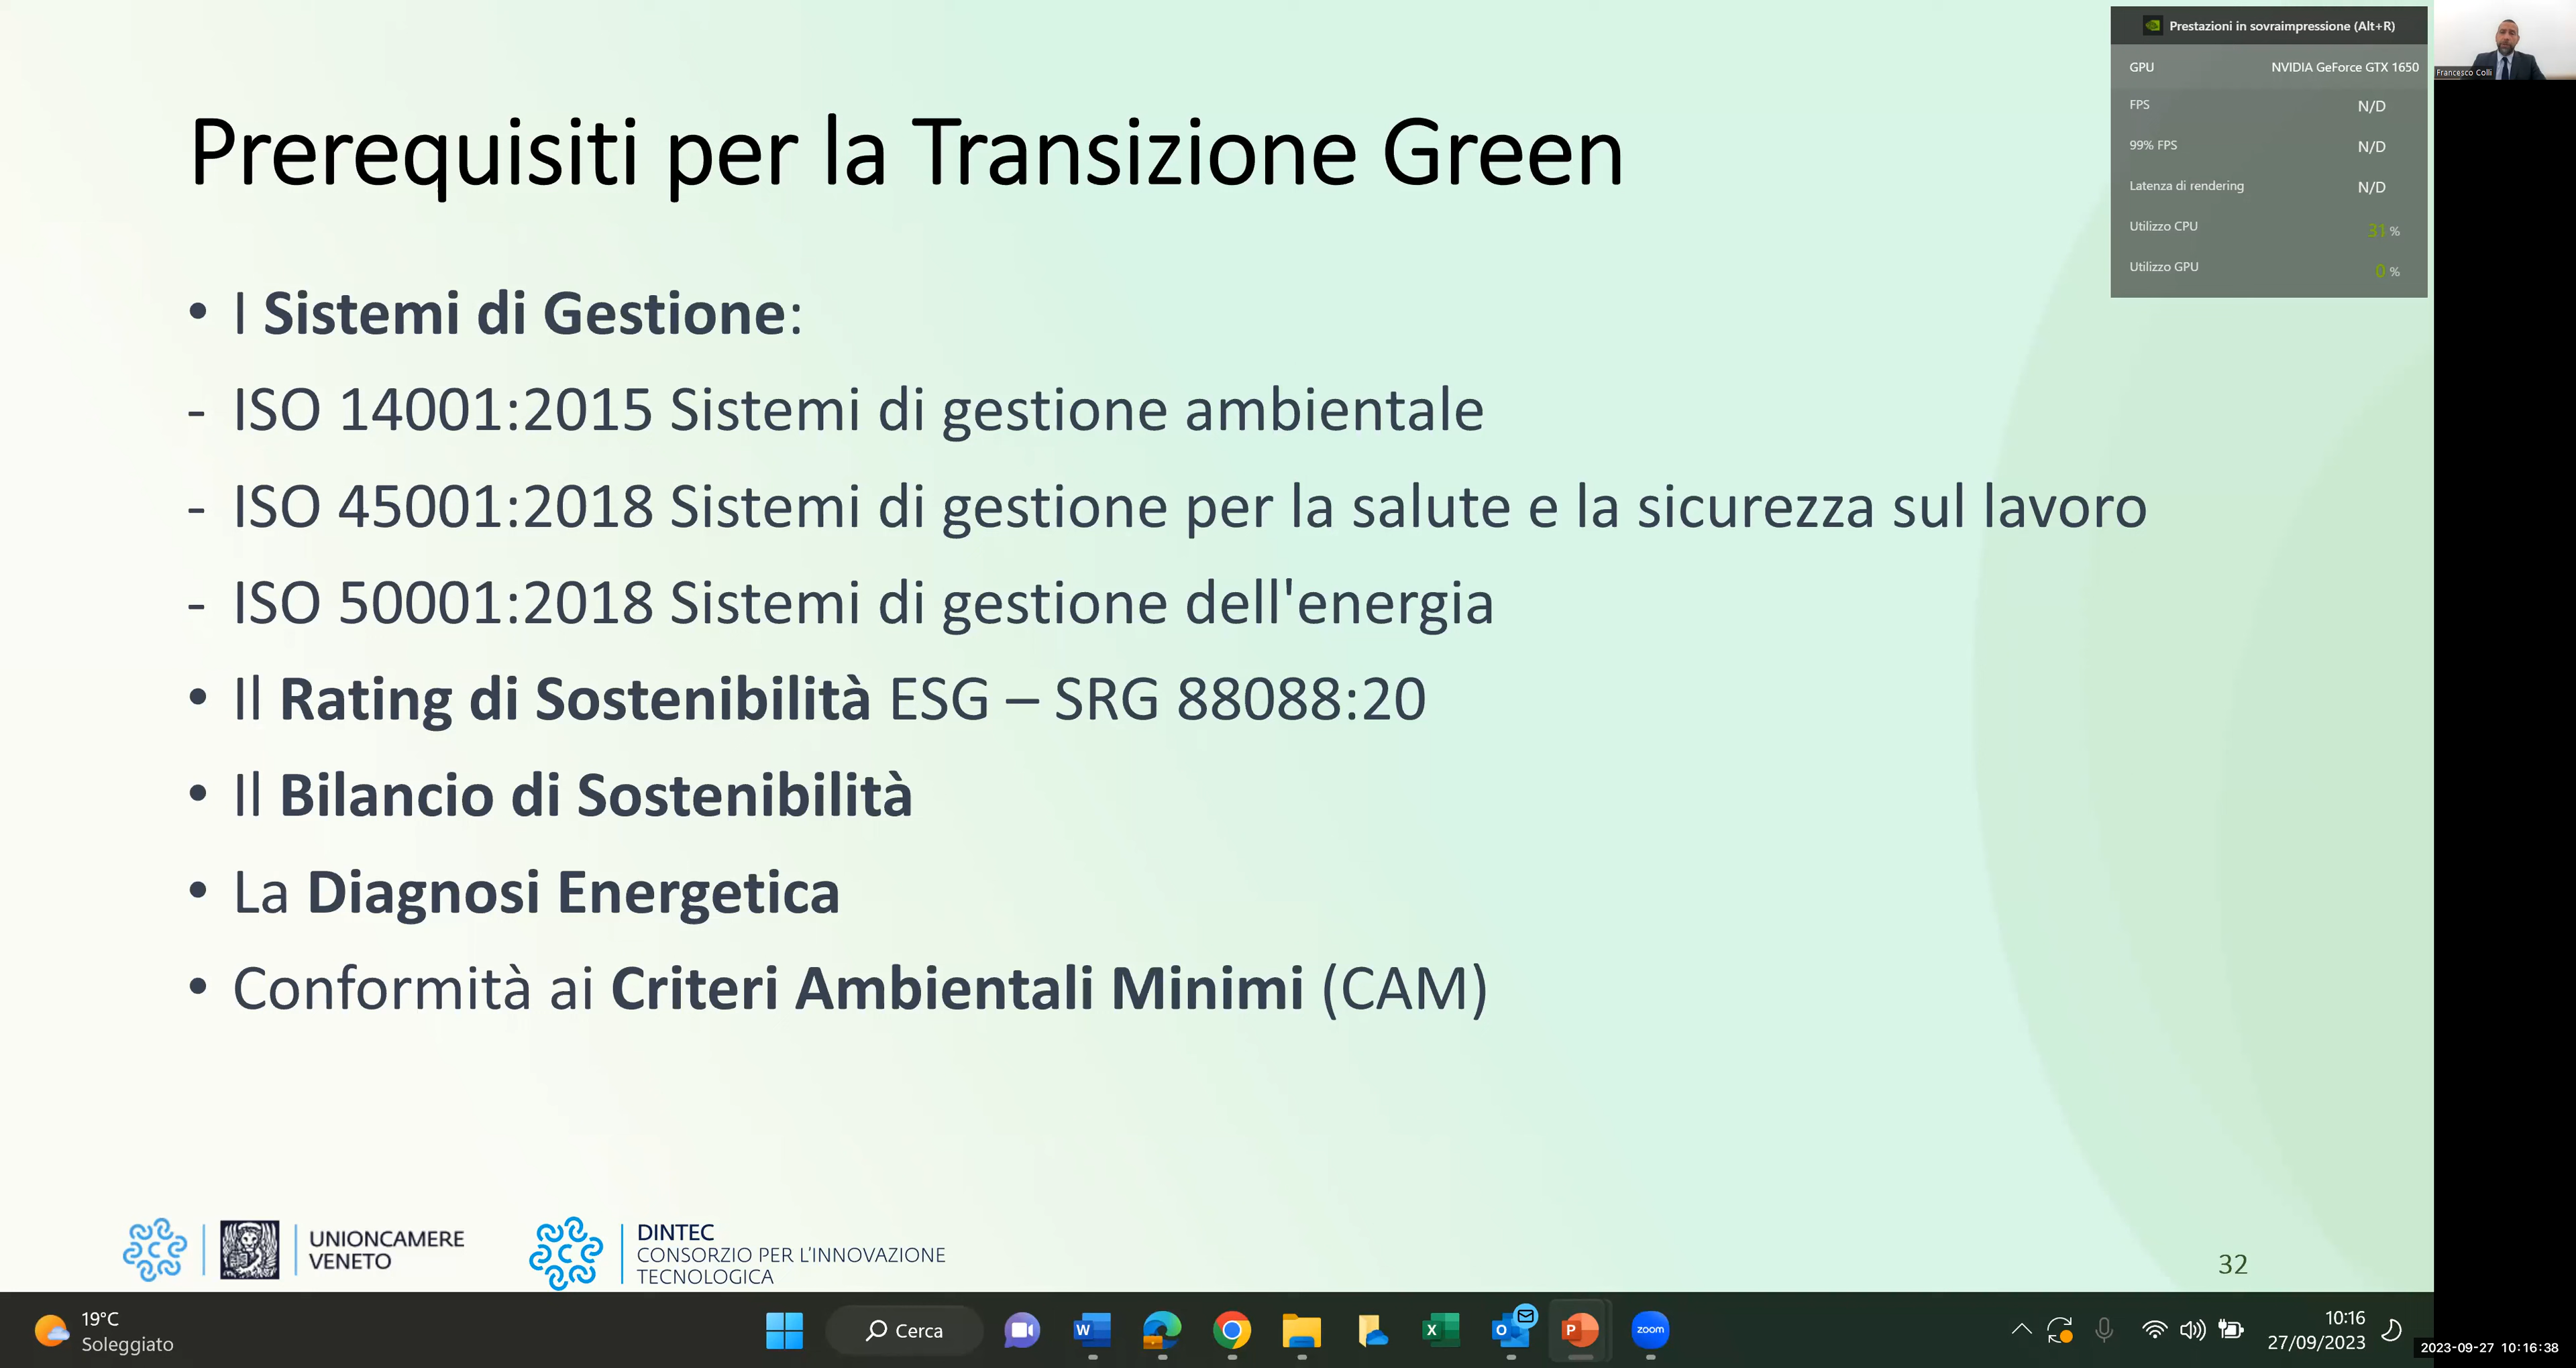 Prerequisiti per la Transizione Green
• I Sistemi di Gestione:
- ISO 14001:2015 Sistemi di gestione ambientale
- ISO 45001:2018 Sistemi di gestione per la salute e la sicurezza sul lavoro
- ISO 50001:2018 Sistemi di gestione dell'energia
• Il Rating di Sostenibilità ESG – SRG 88088:20
• Il Bilancio di Sostenibilità
• La Diagnosi Energetica
• Conformità ai Criteri Ambientali Minimi (CAM)
Prestazioni in sovraimpressione (Alt+R)
GPU NVIDIA GeForce GTX 1650
FPS N/D
99% FPS N/D
Latenza di rendering N/D
Utilizzo CPU 31 %
Utilizzo GPU 0 %
Francesco Colli
UNIONCAMERE
VENETO
DINTEC
CONSORZIO PER L'INNOVAZIONE
TECNOLOGICA
32
19°C
Soleggiato
Cerca
zoom
10:16
27/09/2023
2023-09-27 10:16:38